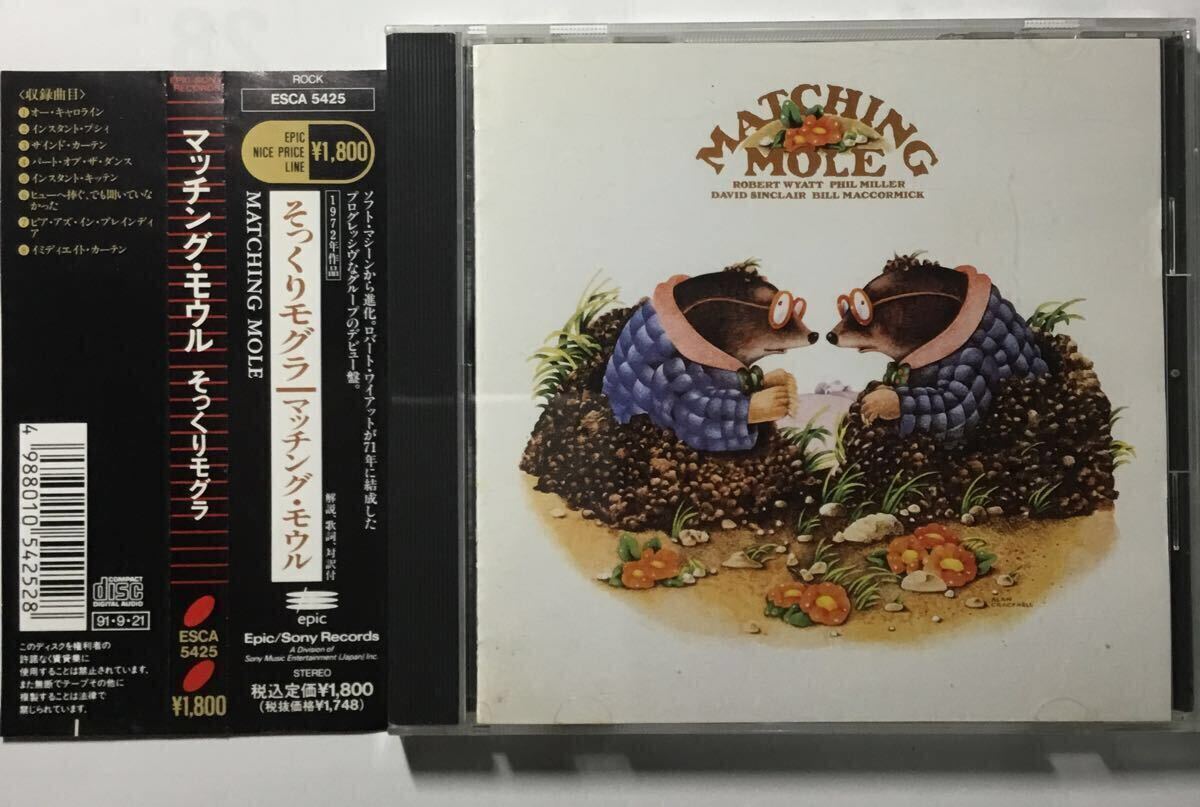 〈収録曲目〉
①オー・キャロライン
②インスタント・プシィ
③サインド・カーテン
④パート・オブ・ザ・ダンス
⑤インスタント・キッテン
⑥ヒューへ捧ぐ、でも聞いていな
かった
⑦ビア・アズ・イン・ブレインディ
ア
⑧イミディエイト・カーテン
4988010542528
COMPACT
disc
DIGITAL AUDIO
91・9・21
このディスクを権利者の
許諾なく賃貸業に
使用することは禁止されています。
また無断でテープその他に
複製することは法律で
禁じられています。
EPIC/SONY
RECORDS
マッチング・モウル そっくりモグラ
ESCA
5425
¥1,800
ROCK
ESCA 5425
EPIC
NICE PRICE
LINE
¥1,800
ソフト・マシーンから進化。ロバート・ワイアットが71年に結成した
プログレッシヴなグループのデビュー盤。
1972年作品
そっくりモグラ/マッチング・モウル
解説、歌詞、対訳付
MATCHING MOLE
epic
Epic/Sony Records
A Division of
Sony Music Entertainment (Japan) Inc.
STEREO
税込定価¥1,800
(税抜価格¥1,748)
MATCHING
MOLE
ROBERT WYATT PHIL MILLER
DAVID SINCLAIR BILL MACCORMICK
ALAN
CRACKNELL